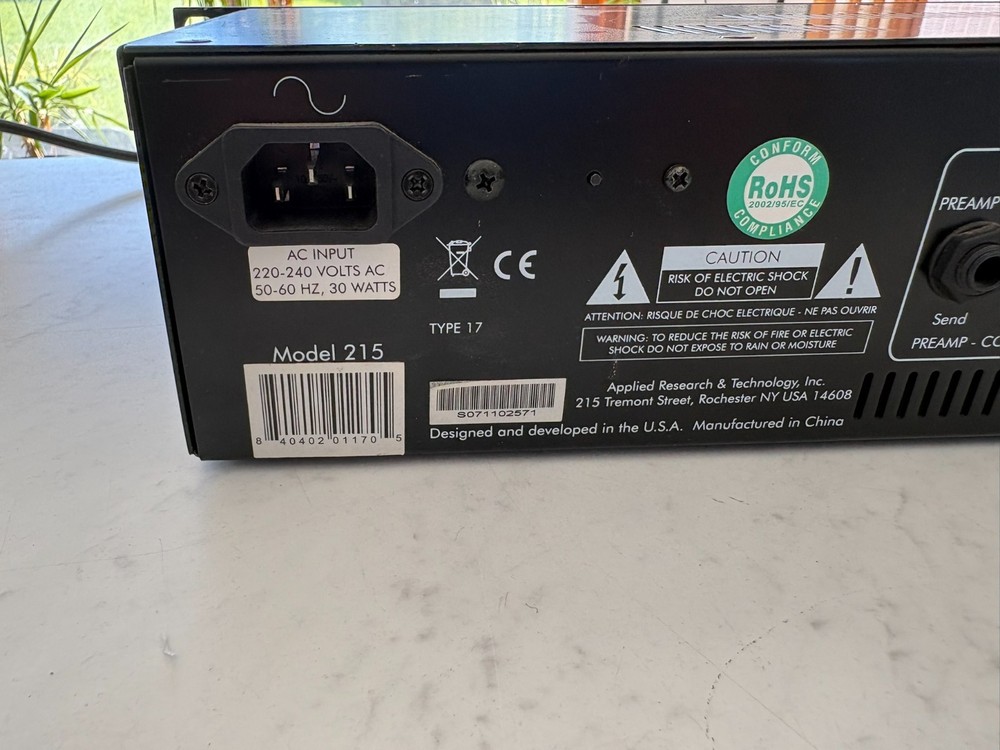 CONFORM
RoHS
2002/95/EC
COMPLIANCE
AC INPUT
220-240 VOLTS AC
50-60 HZ, 30 WATTS
CE
TYPE 17
CAUTION
RISK OF ELECTRIC SHOCK
DO NOT OPEN
ATTENTION: RISQUE DE CHOC ELECTRIQUE - NE PAS OUVRIR
WARNING: TO REDUCE THE RISK OF FIRE OR ELECTRIC
SHOCK DO NOT EXPOSE TO RAIN OR MOISTURE
PREAMP
Send
PREAMP - CO
Model 215
8 40402 01170 5
S071102571
Applied Research & Technology, Inc.
215 Tremont Street, Rochester NY USA 14608
Designed and developed in the U.S.A. Manufactured in China